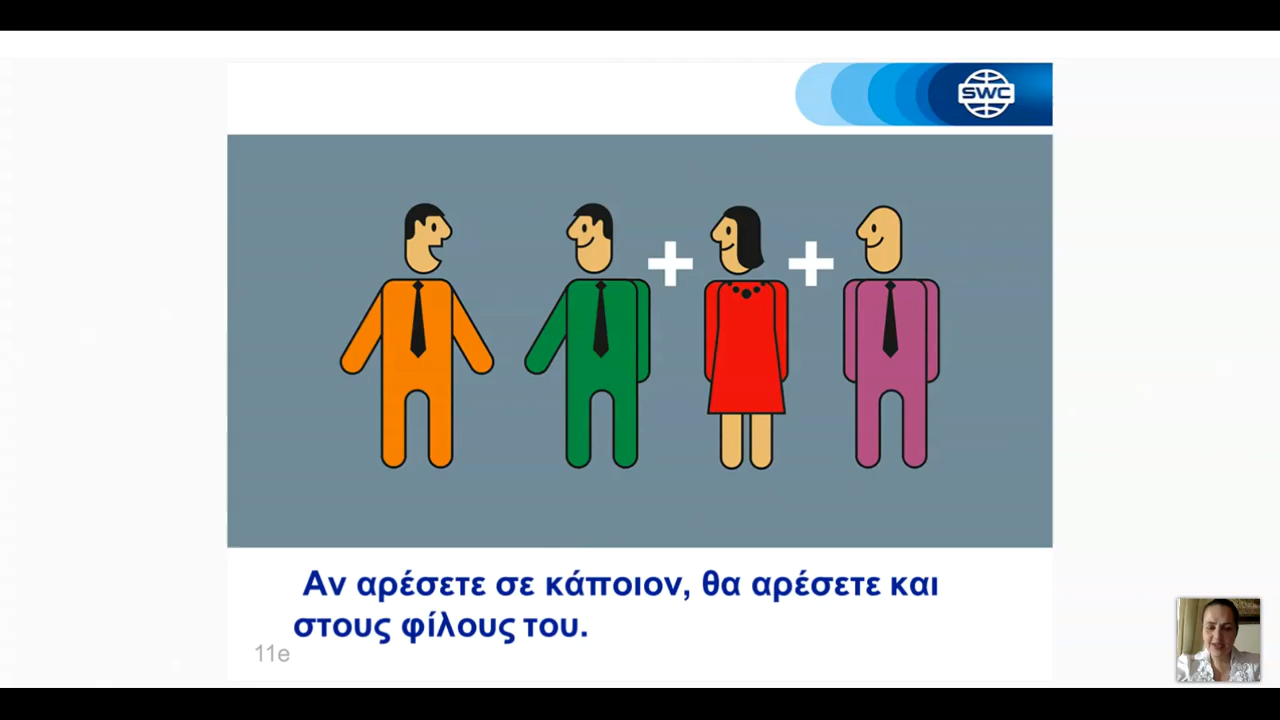 SWC
Αν αρέσετε σε κάποιον, θα αρέσετε και
στους φίλους του.
11e